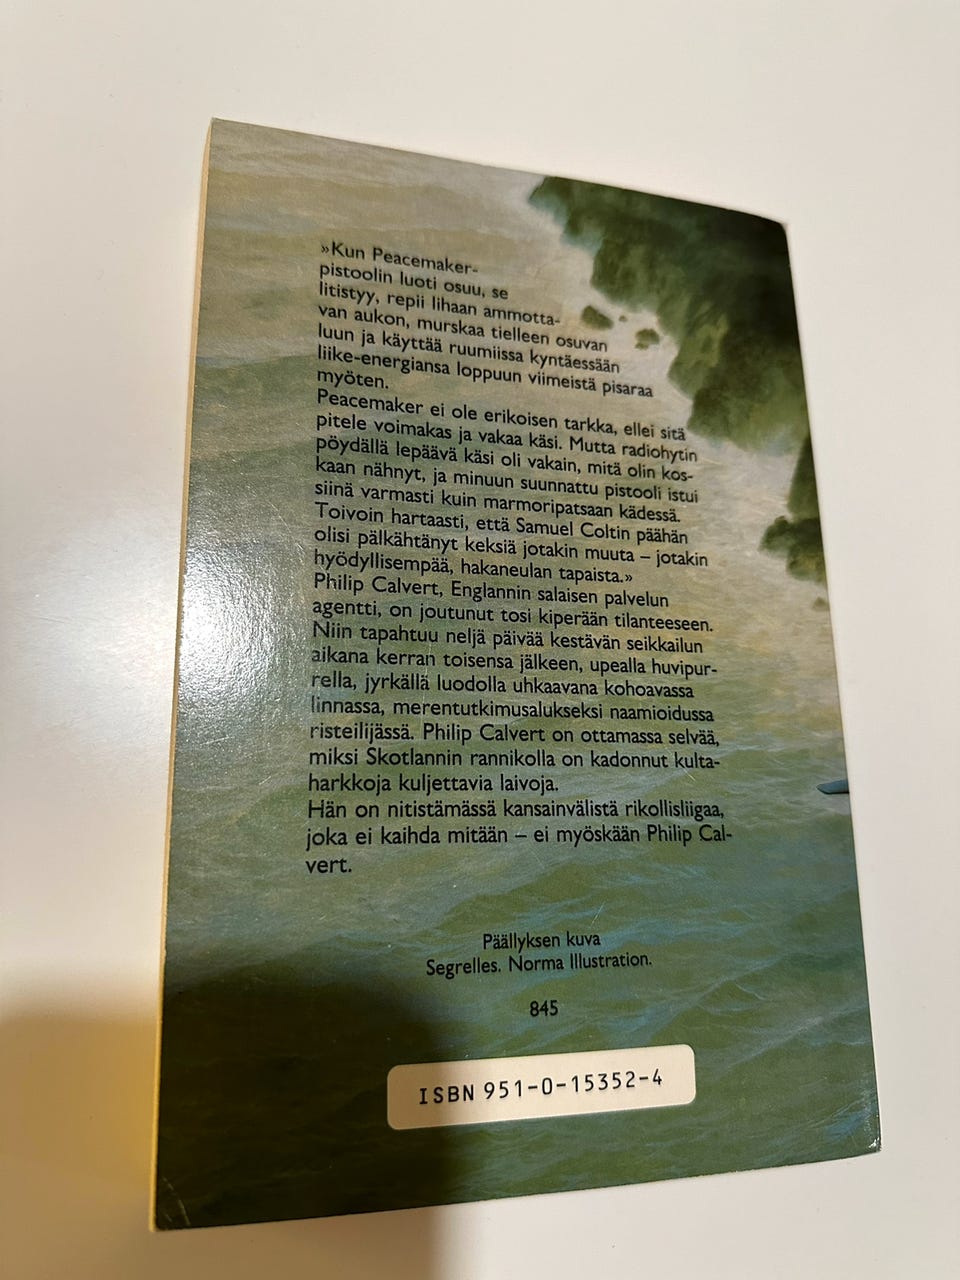 »Kun Peacemaker-
pistoolin luoti osuu, se
litistyy, repii lihaan ammotta-
van aukon, murskaa tielleen osuvan
luun ja käyttää ruumiissa kyntäessään
liike-energiansa loppuun viimeistä pisaraa
myöten.
Peacemaker ei ole erikoisen tarkka, ellei sitä
pitele voimakas ja vakaa käsi. Mutta radiohytin
pöydällä lepäävä käsi oli vakain, mitä olin kos-
kaan nähnyt, ja minuun suunnattu pistooli istui
siinä varmasti kuin marmoripatsaan kädessä.
Toivoin hartaasti, että Samuel Coltin päähän
olisi pälkähtänyt keksiä jotakin muuta – jotakin
hyödyllisempää, hakaneulan tapaista.»
Philip Calvert, Englannin salaisen palvelun
agentti, on joutunut tosi kiperään tilanteeseen.
Niin tapahtuu neljä päivää kestävän seikkailun
aikana kerran toisensa jälkeen, upealla huvipur-
rella, jyrkällä luodolla uhkaavana kohoavassa
linnassa, merentutkimusalukseksi naamioidussa
risteilijässä. Philip Calvert on ottamassa selvää,
miksi Skotlannin rannikolla on kadonnut kulta-
harkkoja kuljettavia laivoja.
Hän on nitistämässä kansainvälistä rikollisliigaa,
joka ei kaihda mitään – ei myöskään Philip Cal-
vert.
Päällyksen kuva
Segrelles. Norma Illustration.
845
ISBN 951-0-15352-4